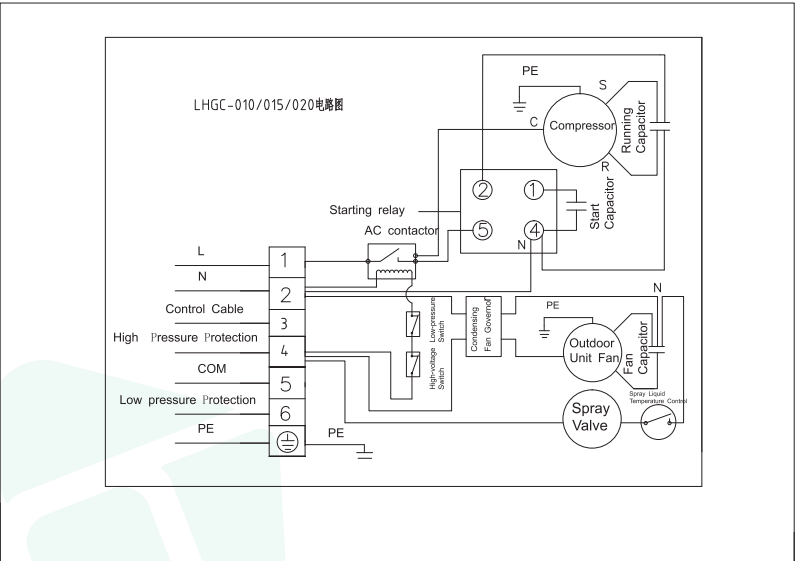 LHGC-010/015/020电路图
PE
S
C
Compressor
R
Running
Capacitor
Starting relay
2
1
5
4
N
Start
Capacitor
AC contactor
L
1
N
2
Control Cable
3
High Pressure Protection
4
COM
5
Low pressure Protection
6
PE
PE
Low-pressure
Switch
High-voltage
Switch
Condensing
Fan Governor
PE
N
Outdoor
Unit Fan
Fan
Capacitor
Spray Liquid
Temperature Control
Spray
Valve